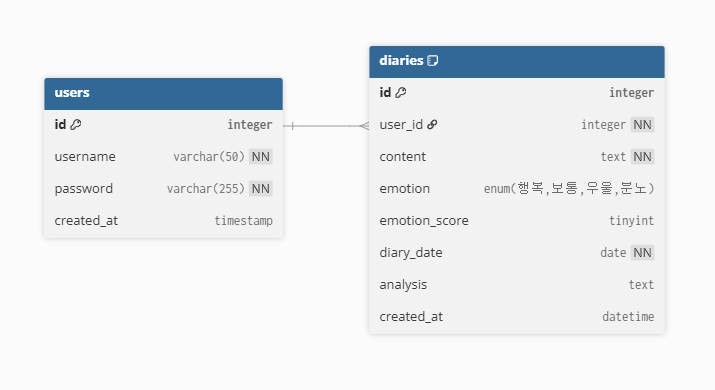 users
id integer
username varchar(50) NN
password varchar(255) NN
created_at timestamp
diaries
id integer
user_id integer NN
content text NN
emotion enum(행복,보통,우울,분노)
emotion_score tinyint
diary_date date NN
analysis text
created_at datetime